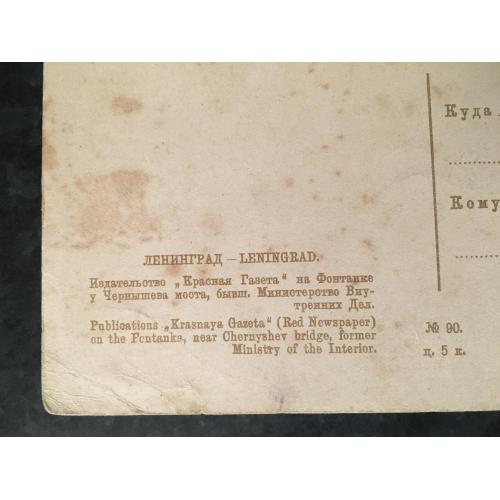 Куда
Кому
ЛЕНИНГРАД — LENINGRAD.
Издательство „Красная Газета“ на Фонтанке
у Чернышева моста, бывш. Министерство Вну-
тренних Дел.
Publications „Krasnaya Gazeta“ (Red Newspaper)
on the Fontanka, near Chernyshev bridge, former
Ministry of the Interior.
№ 90.
ц. 5 к.